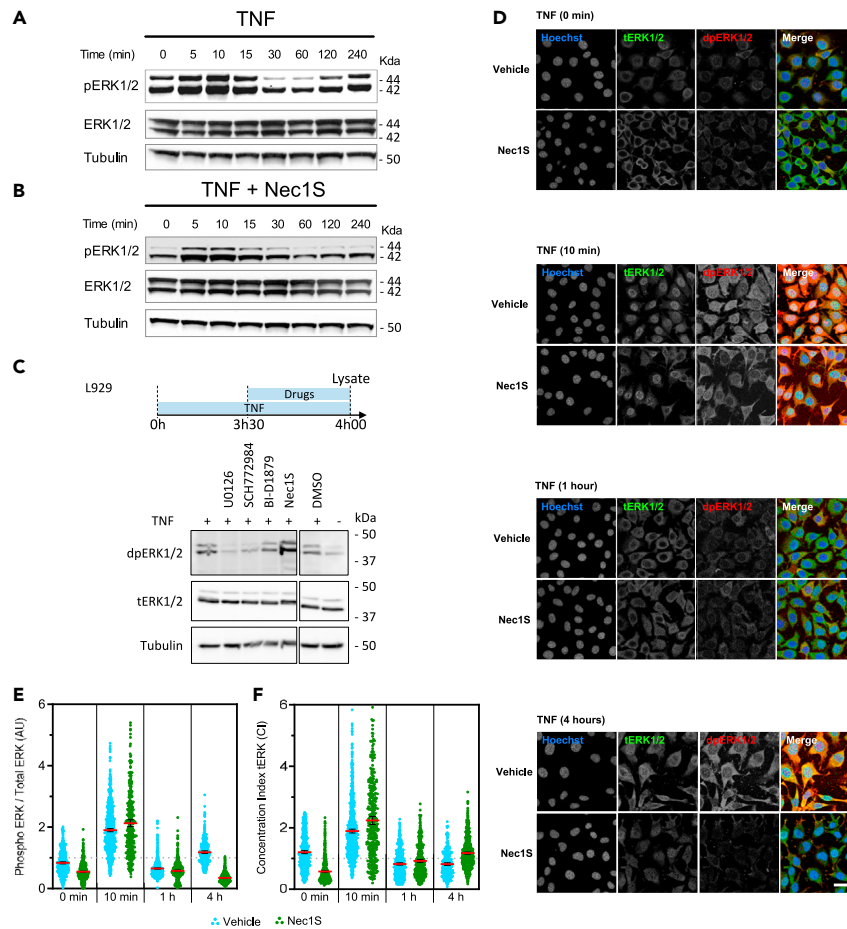 A
TNF
Time (min) 0 5 10 15 30 60 120 240 Kda
pERK1/2 - 44
- 42
ERK1/2 - 44
- 42
Tubulin - 50
B
TNF + Nec1S
Time (min) 0 5 10 15 30 60 120 240 Kda
pERK1/2 - 44
- 42
ERK1/2 - 44
- 42
Tubulin - 50
C
L929
Lysate
Drugs
TNF
0h 3h30 4h00
U0126
SCH772984
BI-D1879
Nec1S
DMSO
TNF + + + + + + - kDa
dpERK1/2 - 50
- 37
tERK1/2 - 50
- 37
Tubulin - 50
D
TNF (0 min)
Hoechst tERK1/2 dpERK1/2 Merge
Vehicle
Nec1S
TNF (10 min)
Hoechst tERK1/2 dpERK1/2 Merge
Vehicle
Nec1S
TNF (1 hour)
Hoechst tERK1/2 dpERK1/2 Merge
Vehicle
Nec1S
TNF (4 hours)
Hoechst tERK1/2 dpERK1/2 Merge
Vehicle
Nec1S
E
Phospho ERK / Total ERK (AU)
6
4
2
0
0 min 10 min 1 h 4 h
F
Concentration Index tERK (CI)
6
4
2
0
0 min 10 min 1 h 4 h
Vehicle Nec1S